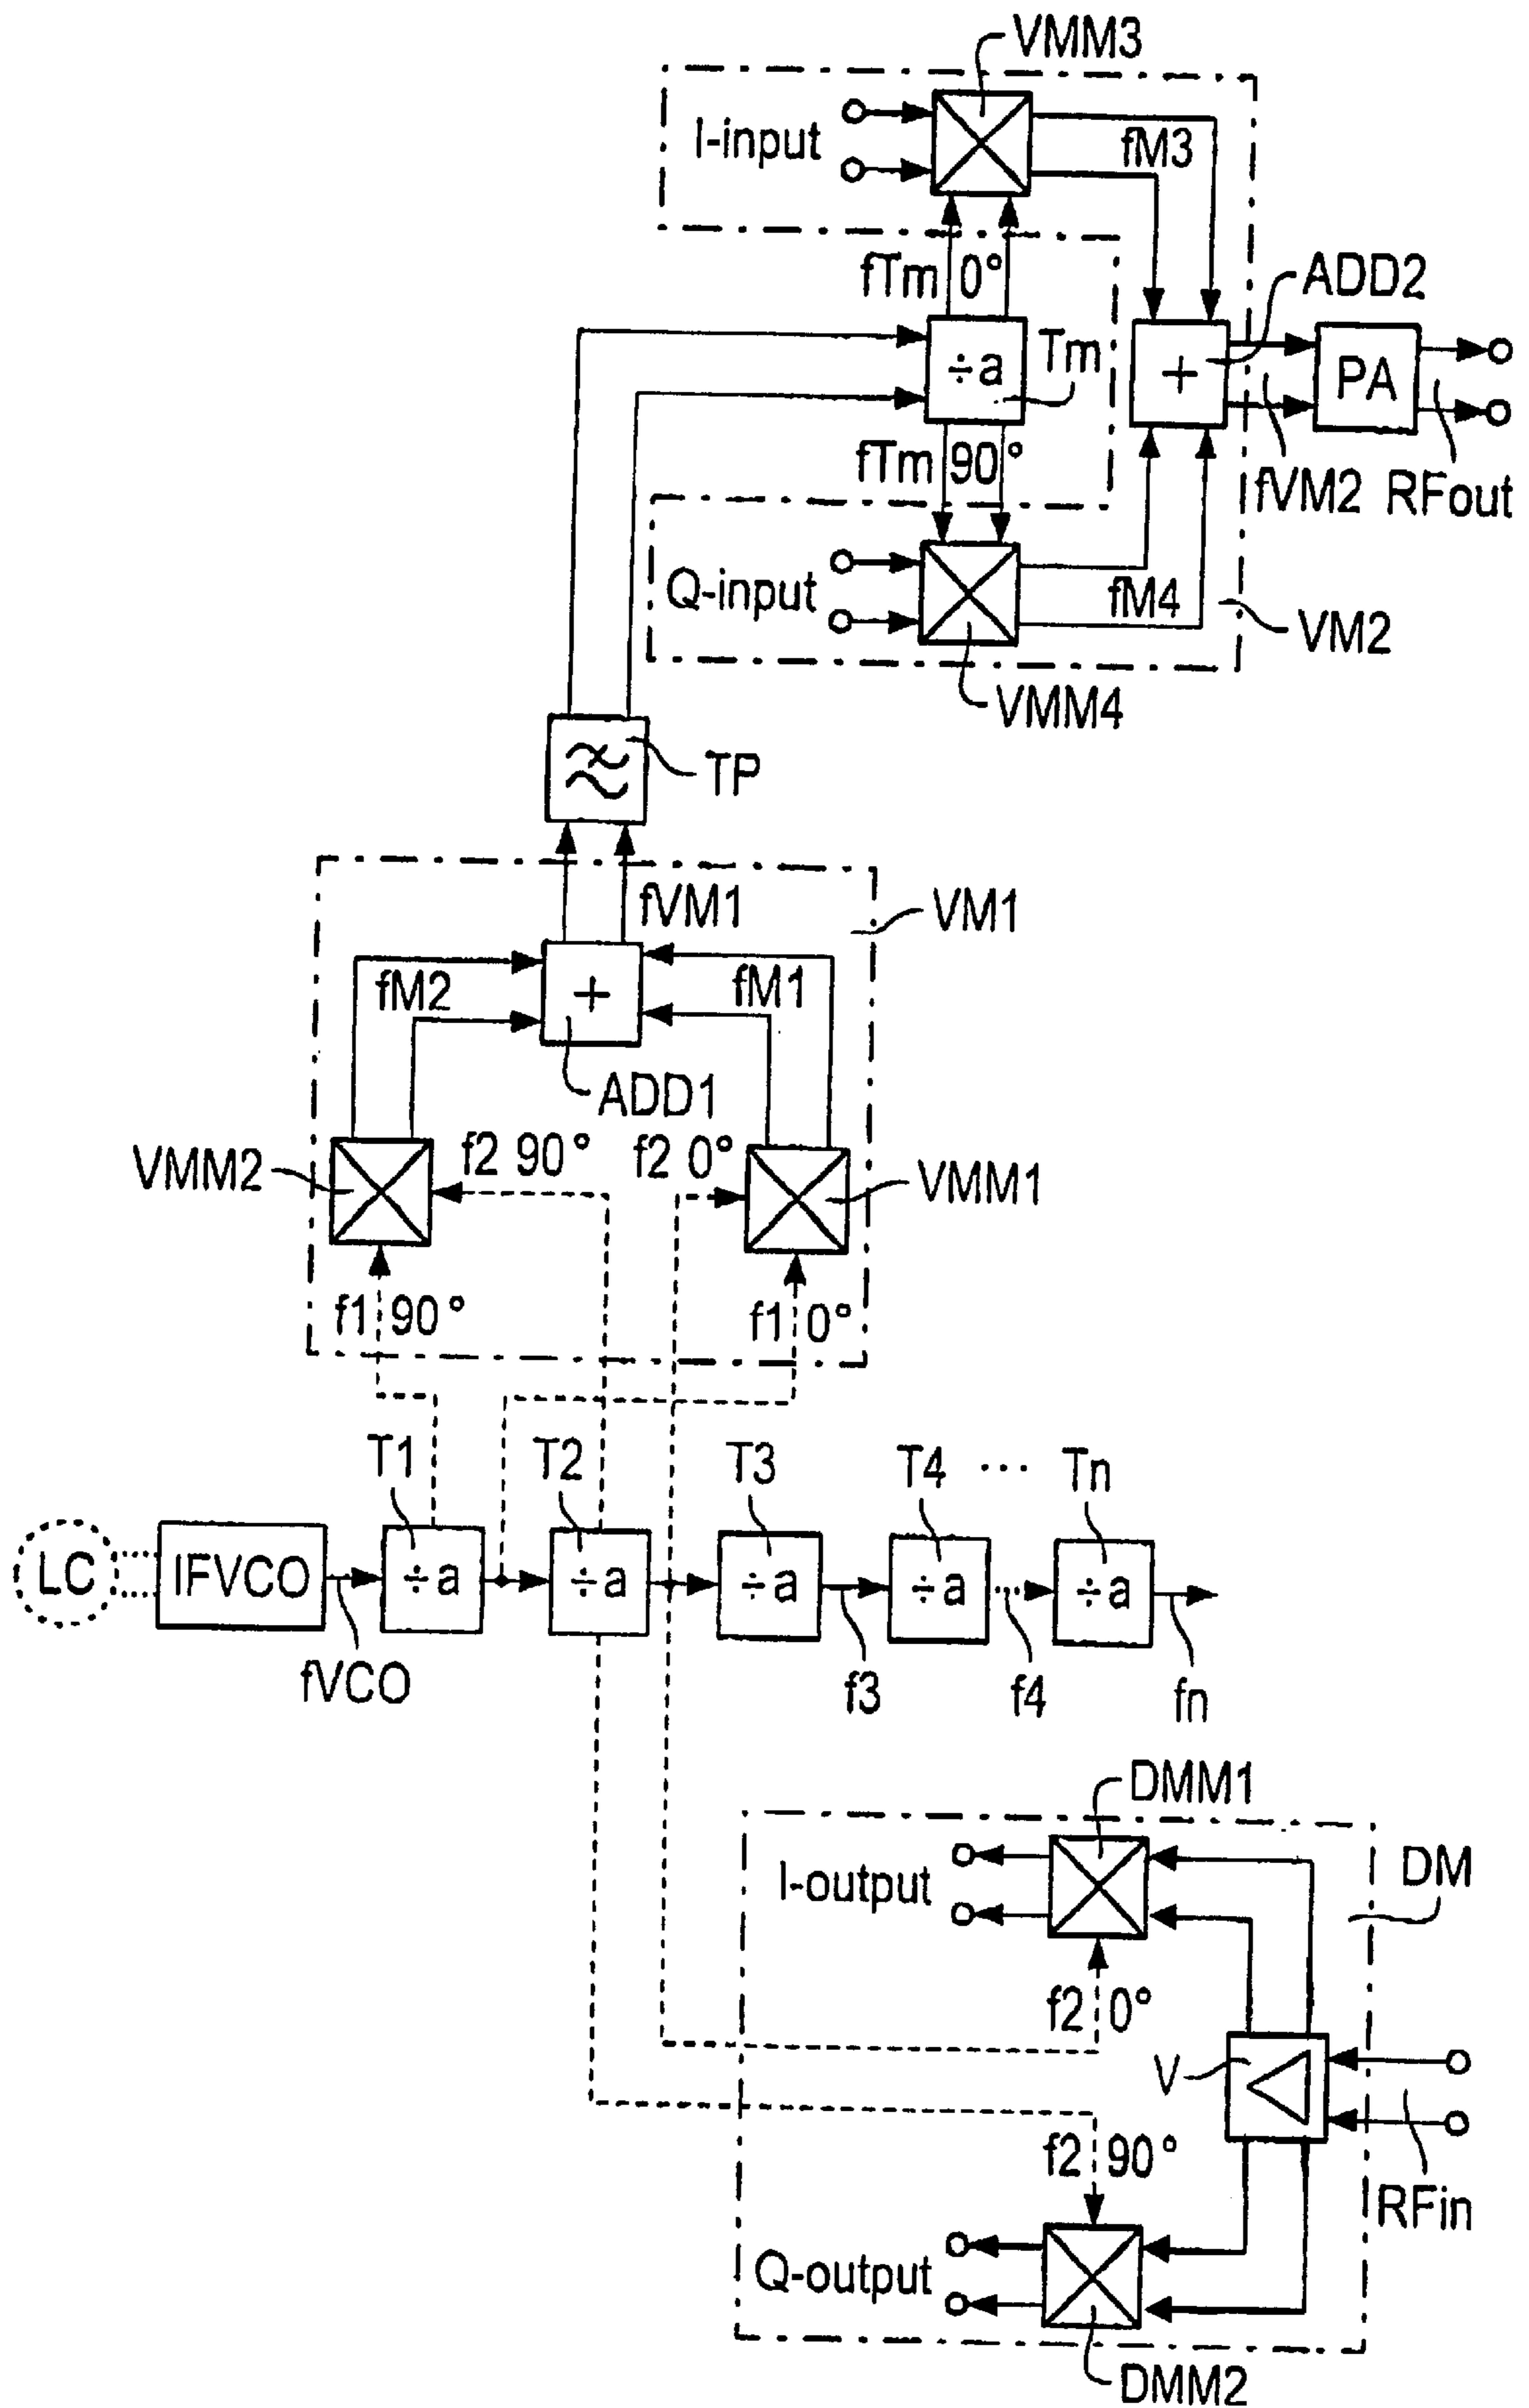 VMM3
I-input
fM3
fTm 0°
ADD2
÷a
Tm
+
PA
fTm 90°
fVM2
RFout
Q-input
fM4
VM2
VMM4
TP
fVM1
VM1
fM2
+
fM1
ADD1
VMM2
f2 90°
f2 0°
VMM1
f1 90°
f1 0°
T1
T2
T3
T4
...
Tn
LC
IFVCO
÷a
÷a
÷a
÷a
...
÷a
fVCO
f3
f4
fn
DMM1
I-output
DM
f2 0°
V
f2 90°
RFin
Q-output
DMM2